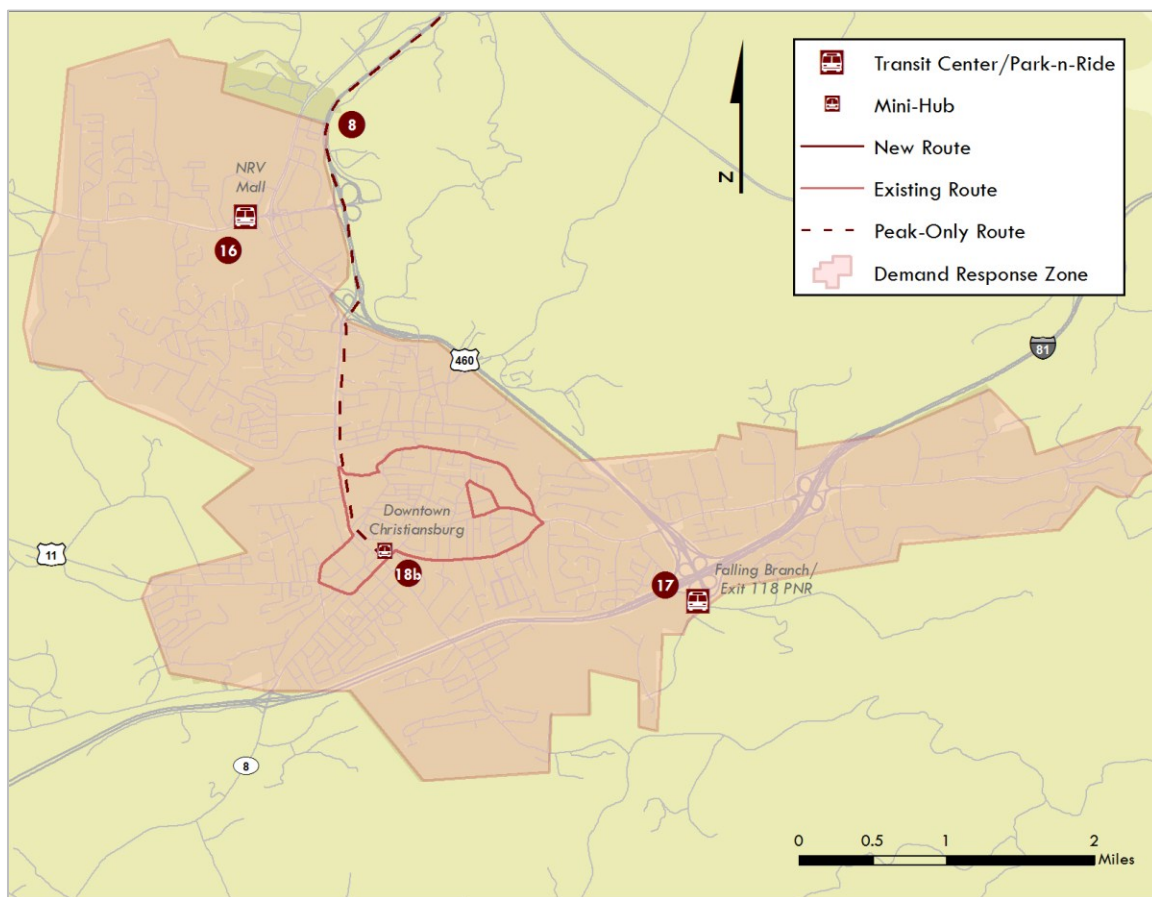 Transit Center/Park-n-Ride
Mini-Hub
New Route
Existing Route
Peak-Only Route
Demand Response Zone
N
8
NRV
Mall
16
460
81
Downtown
Christiansburg
11
18b
17
Falling Branch/
Exit 118 PNR
8
0 0.5 1 2
Miles